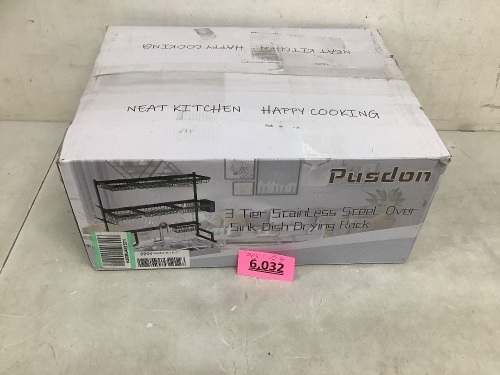 NEAT KITCHEN HAPPY COOKING
NEAT KITCHEN HAPPY COOKING
Pusdon
3 Tier Stainless Steel Over
Sink Dish Drying Rack
6,032